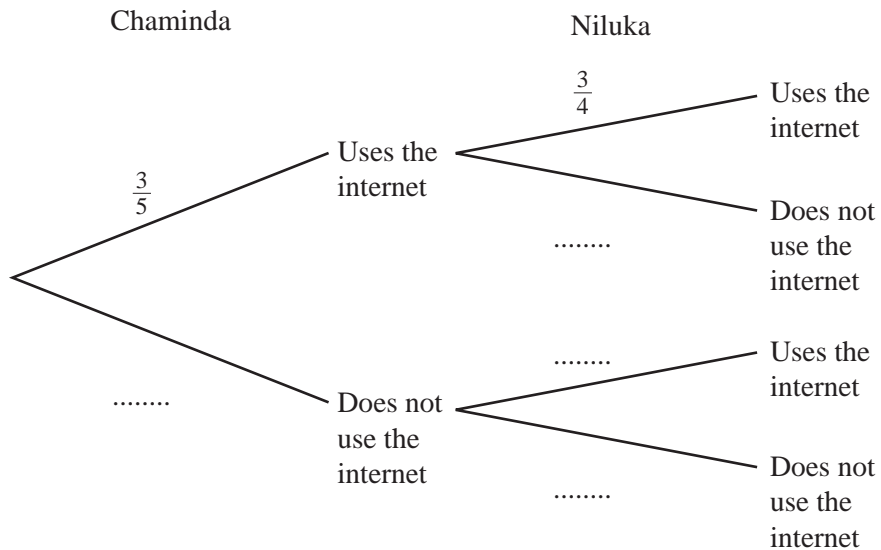 Chaminda
Niluka
3/4
Uses the
internet
3/5
Uses the
internet
Does not
use the
internet
........
........
Uses the
internet
........
Does not
use the
internet
Does not
use the
internet
........